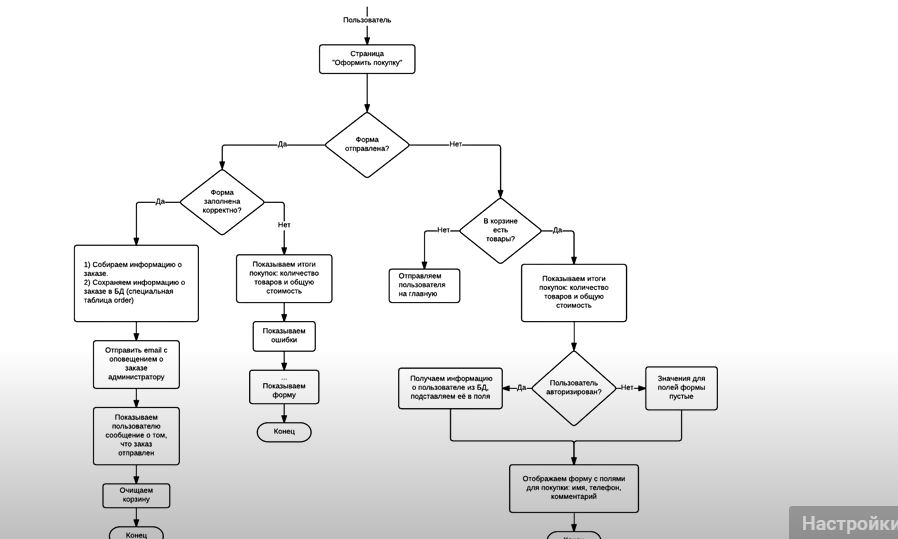 Пользователь
Страница
"Оформить покупку"
Форма
отправлена?
Да
Нет
Форма
заполнена
корректно?
Да
Нет
В корзине
есть
товары?
Нет
Да
1) Собираем информацию о
заказе.
2) Сохраняем информацию о
заказе в БД (специальная
таблица order)
Показываем итоги
покупок: количество
товаров и общую
стоимость
Отправляем
пользователя
на главную
Показываем итоги
покупок: количество
товаров и общую
стоимость
Показываем
ошибки
Отправить email с
оповещением о
заказе
администратору
...
Показываем
форму
Получаем информацию
о пользователе из БД,
подставляем её в поля
Да
Пользователь
авторизирован?
Нет
Значения для
полей формы
пустые
Показываем
пользователю
сообщение о том,
что заказ
отправлен
Конец
Очищаем
корзину
Отображаем форму с полями
для покупки: имя, телефон,
комментарий
Конец
Настройки